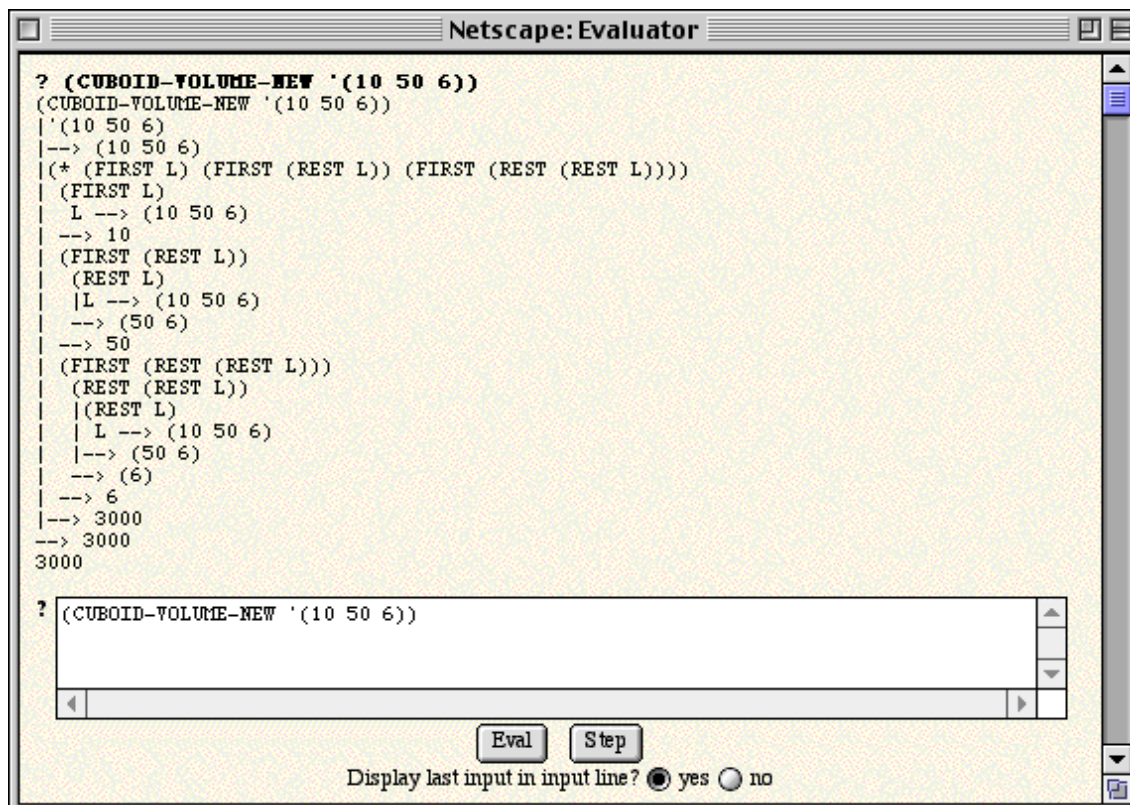 Netscape: Evaluator
? (CUBOID-VOLUME-NEW '(10 50 6))
(CUBOID-VOLUME-NEW '(10 50 6))
|'(10 50 6)
|--> (10 50 6)
|(* (FIRST L) (FIRST (REST L)) (FIRST (REST (REST L))))
| (FIRST L)
|  L --> (10 50 6)
| --> 10
| (FIRST (REST L))
|  (REST L)
|  |L --> (10 50 6)
|  --> (50 6)
| --> 50
| (FIRST (REST (REST L)))
|  (REST (REST L))
|  |(REST L)
|  | L --> (10 50 6)
|  |--> (50 6)
|  --> (6)
| --> 6
|--> 3000
--> 3000
3000
? (CUBOID-VOLUME-NEW '(10 50 6))
Eval Step
Display last input in input line? yes no